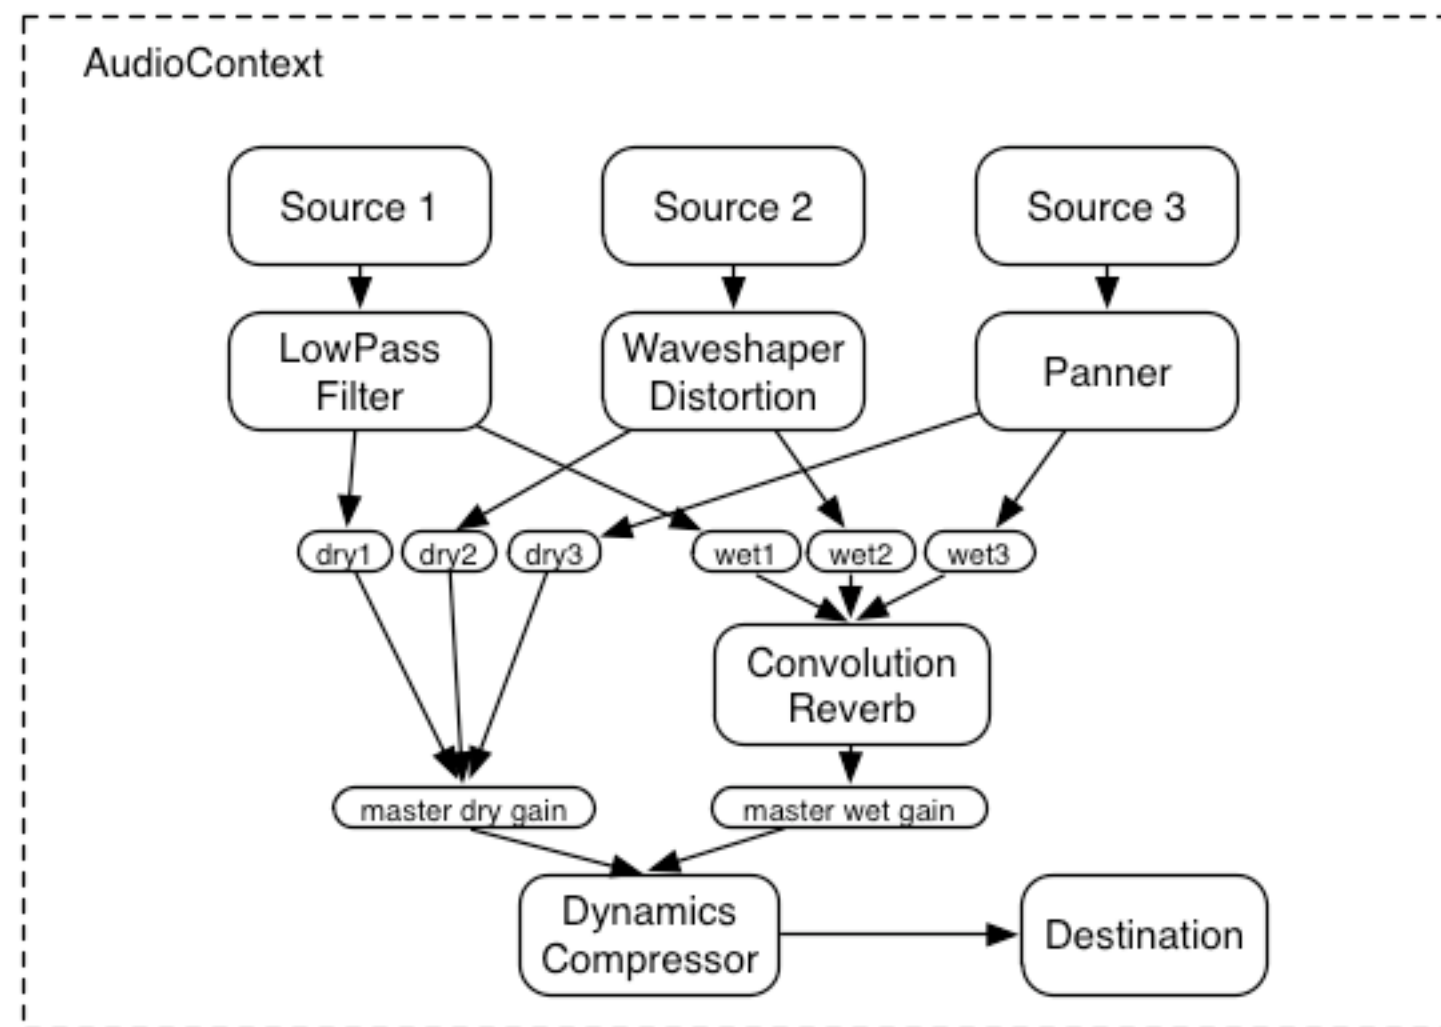 AudioContext
Source 1
Source 2
Source 3
LowPass
Filter
Waveshaper
Distortion
Panner
dry1
dry2
dry3
wet1
wet2
wet3
Convolution
Reverb
master dry gain
master wet gain
Dynamics
Compressor
Destination